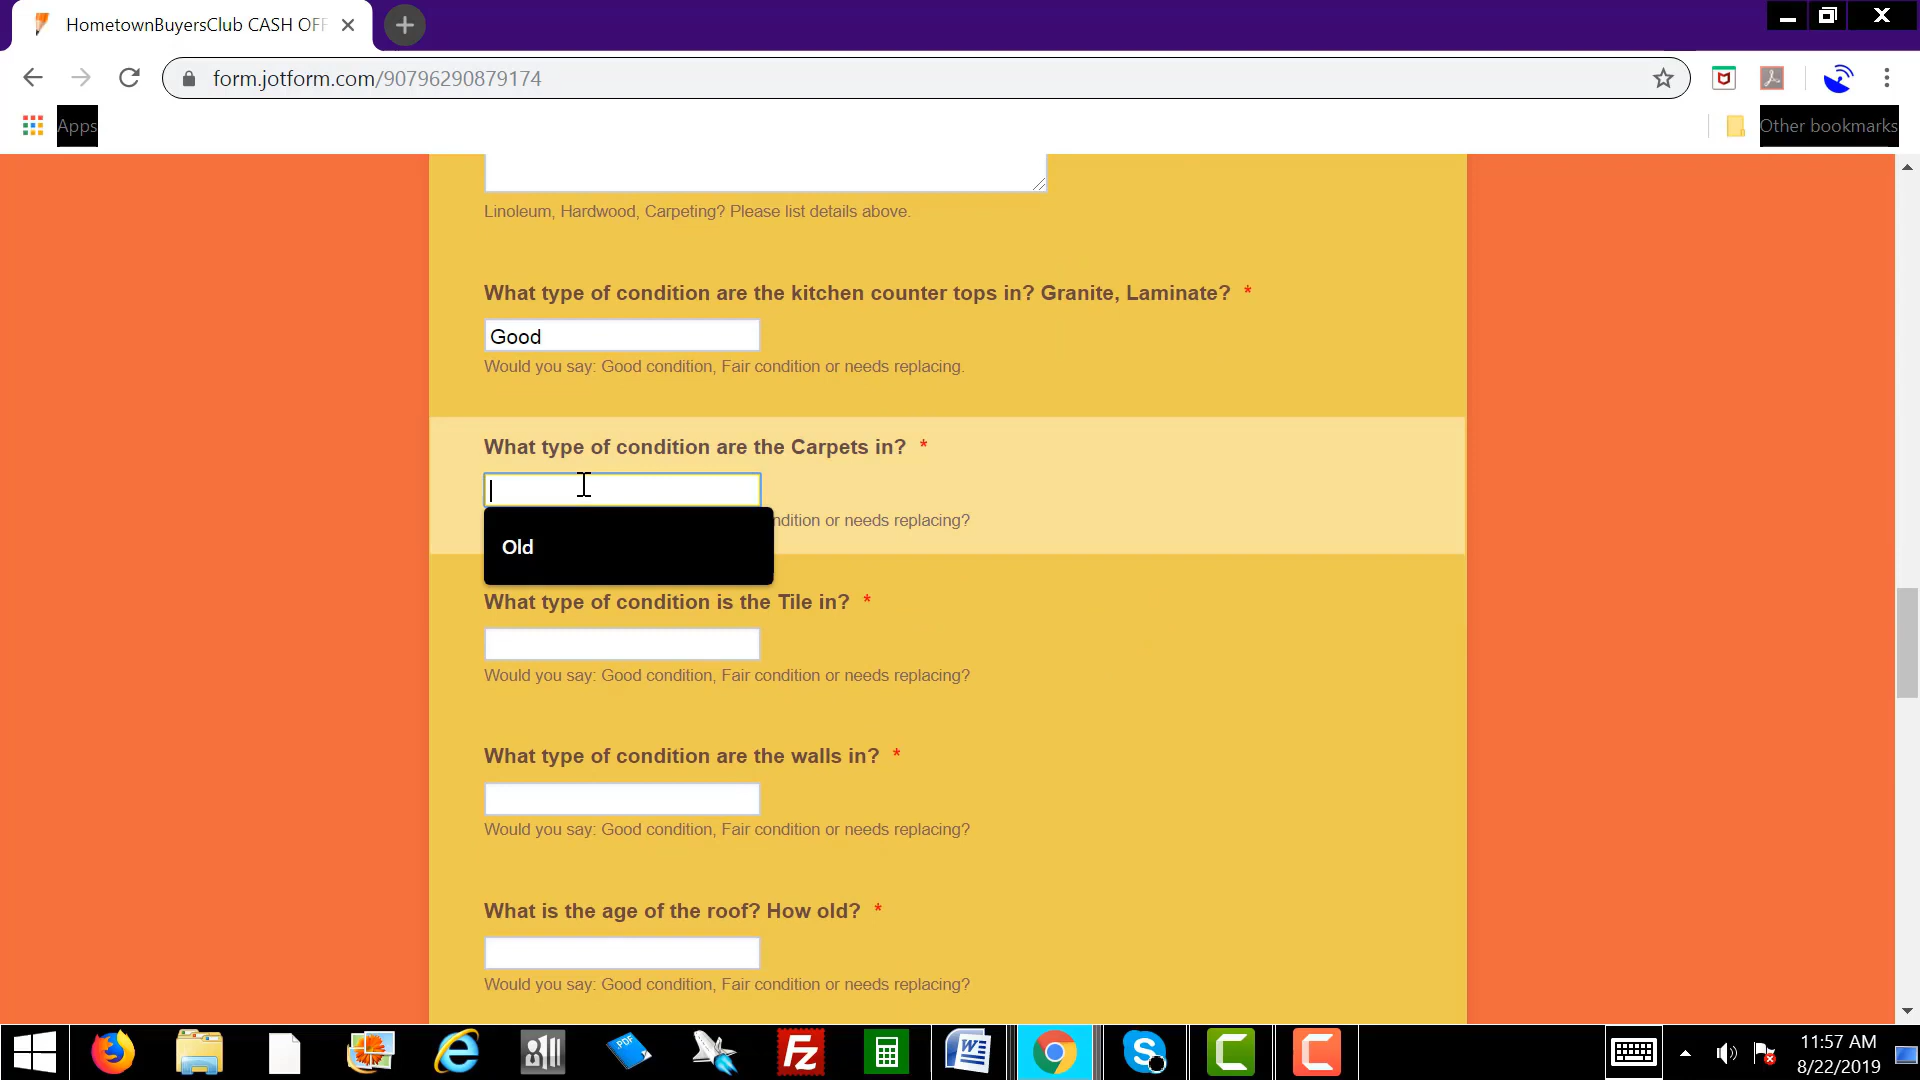 HometownBuyersClub CASH OFF
form.jotform.com/90796290879174
Apps
Other bookmarks
Linoleum, Hardwood, Carpeting? Please list details above.
What type of condition are the kitchen counter tops in? Granite, Laminate? *
Good
Would you say: Good condition, Fair condition or needs replacing.
What type of condition are the Carpets in? *
ndition or needs replacing?
Old
What type of condition is the Tile in? *
Would you say: Good condition, Fair condition or needs replacing?
What type of condition are the walls in? *
Would you say: Good condition, Fair condition or needs replacing?
What is the age of the roof? How old? *
Would you say: Good condition, Fair condition or needs replacing?
PDF
Fz
W
S
C
C
11:57 AM
8/22/2019